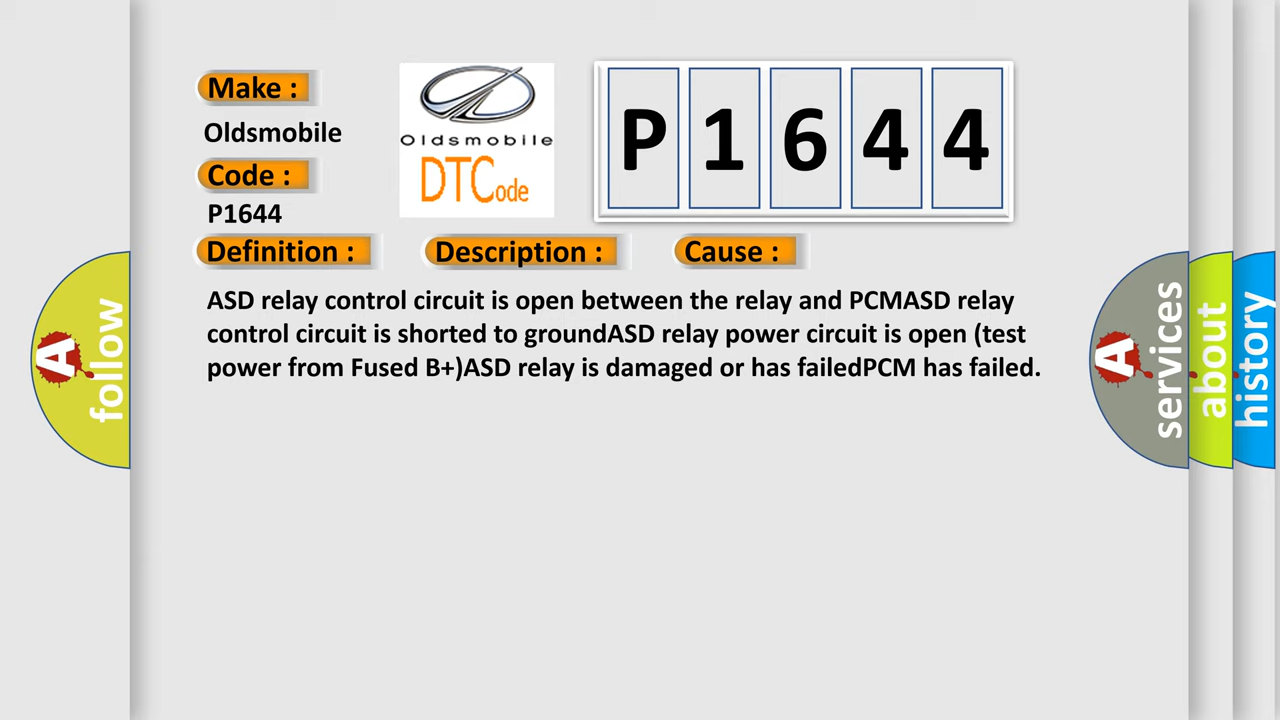 Make :
Oldsmobile
Code :
P1644
Oldsmobile
DTCode
P 1 6 4 4
Definition :
Description :
Cause :
ASD relay control circuit is open between the relay and PCMASD relay
control circuit is shorted to groundASD relay power circuit is open (test
power from Fused B+)ASD relay is damaged or has failedPCM has failed.
A follow
A services
about
history